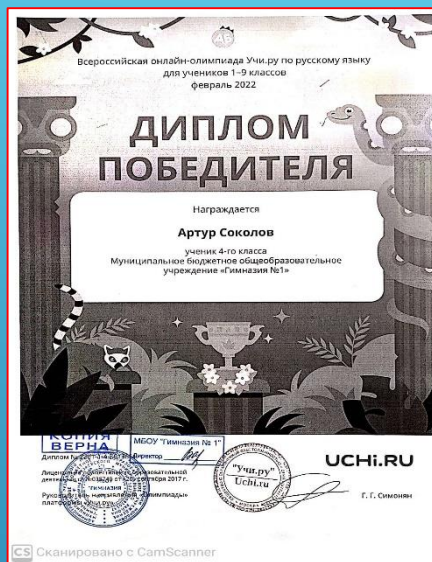 Всероссийская онлайн-олимпиада Учи.ру по русскому языку
для учеников 1–9 классов
февраль 2022
ДИПЛОМ
ПОБЕДИТЕЛЯ
Награждается
Артур Соколов
ученик 4-го класса
Муниципальное бюджетное общеобразовательное
учреждение «Гимназия №1»
КОПИЯ
ВЕРНА
МБОУ "Гимназия № 1"
Директор
Диплом №
"Учи.ру"
Uchi.ru
UCHi.RU
Г. Г. Симонян
CS Сканировано с CamScanner